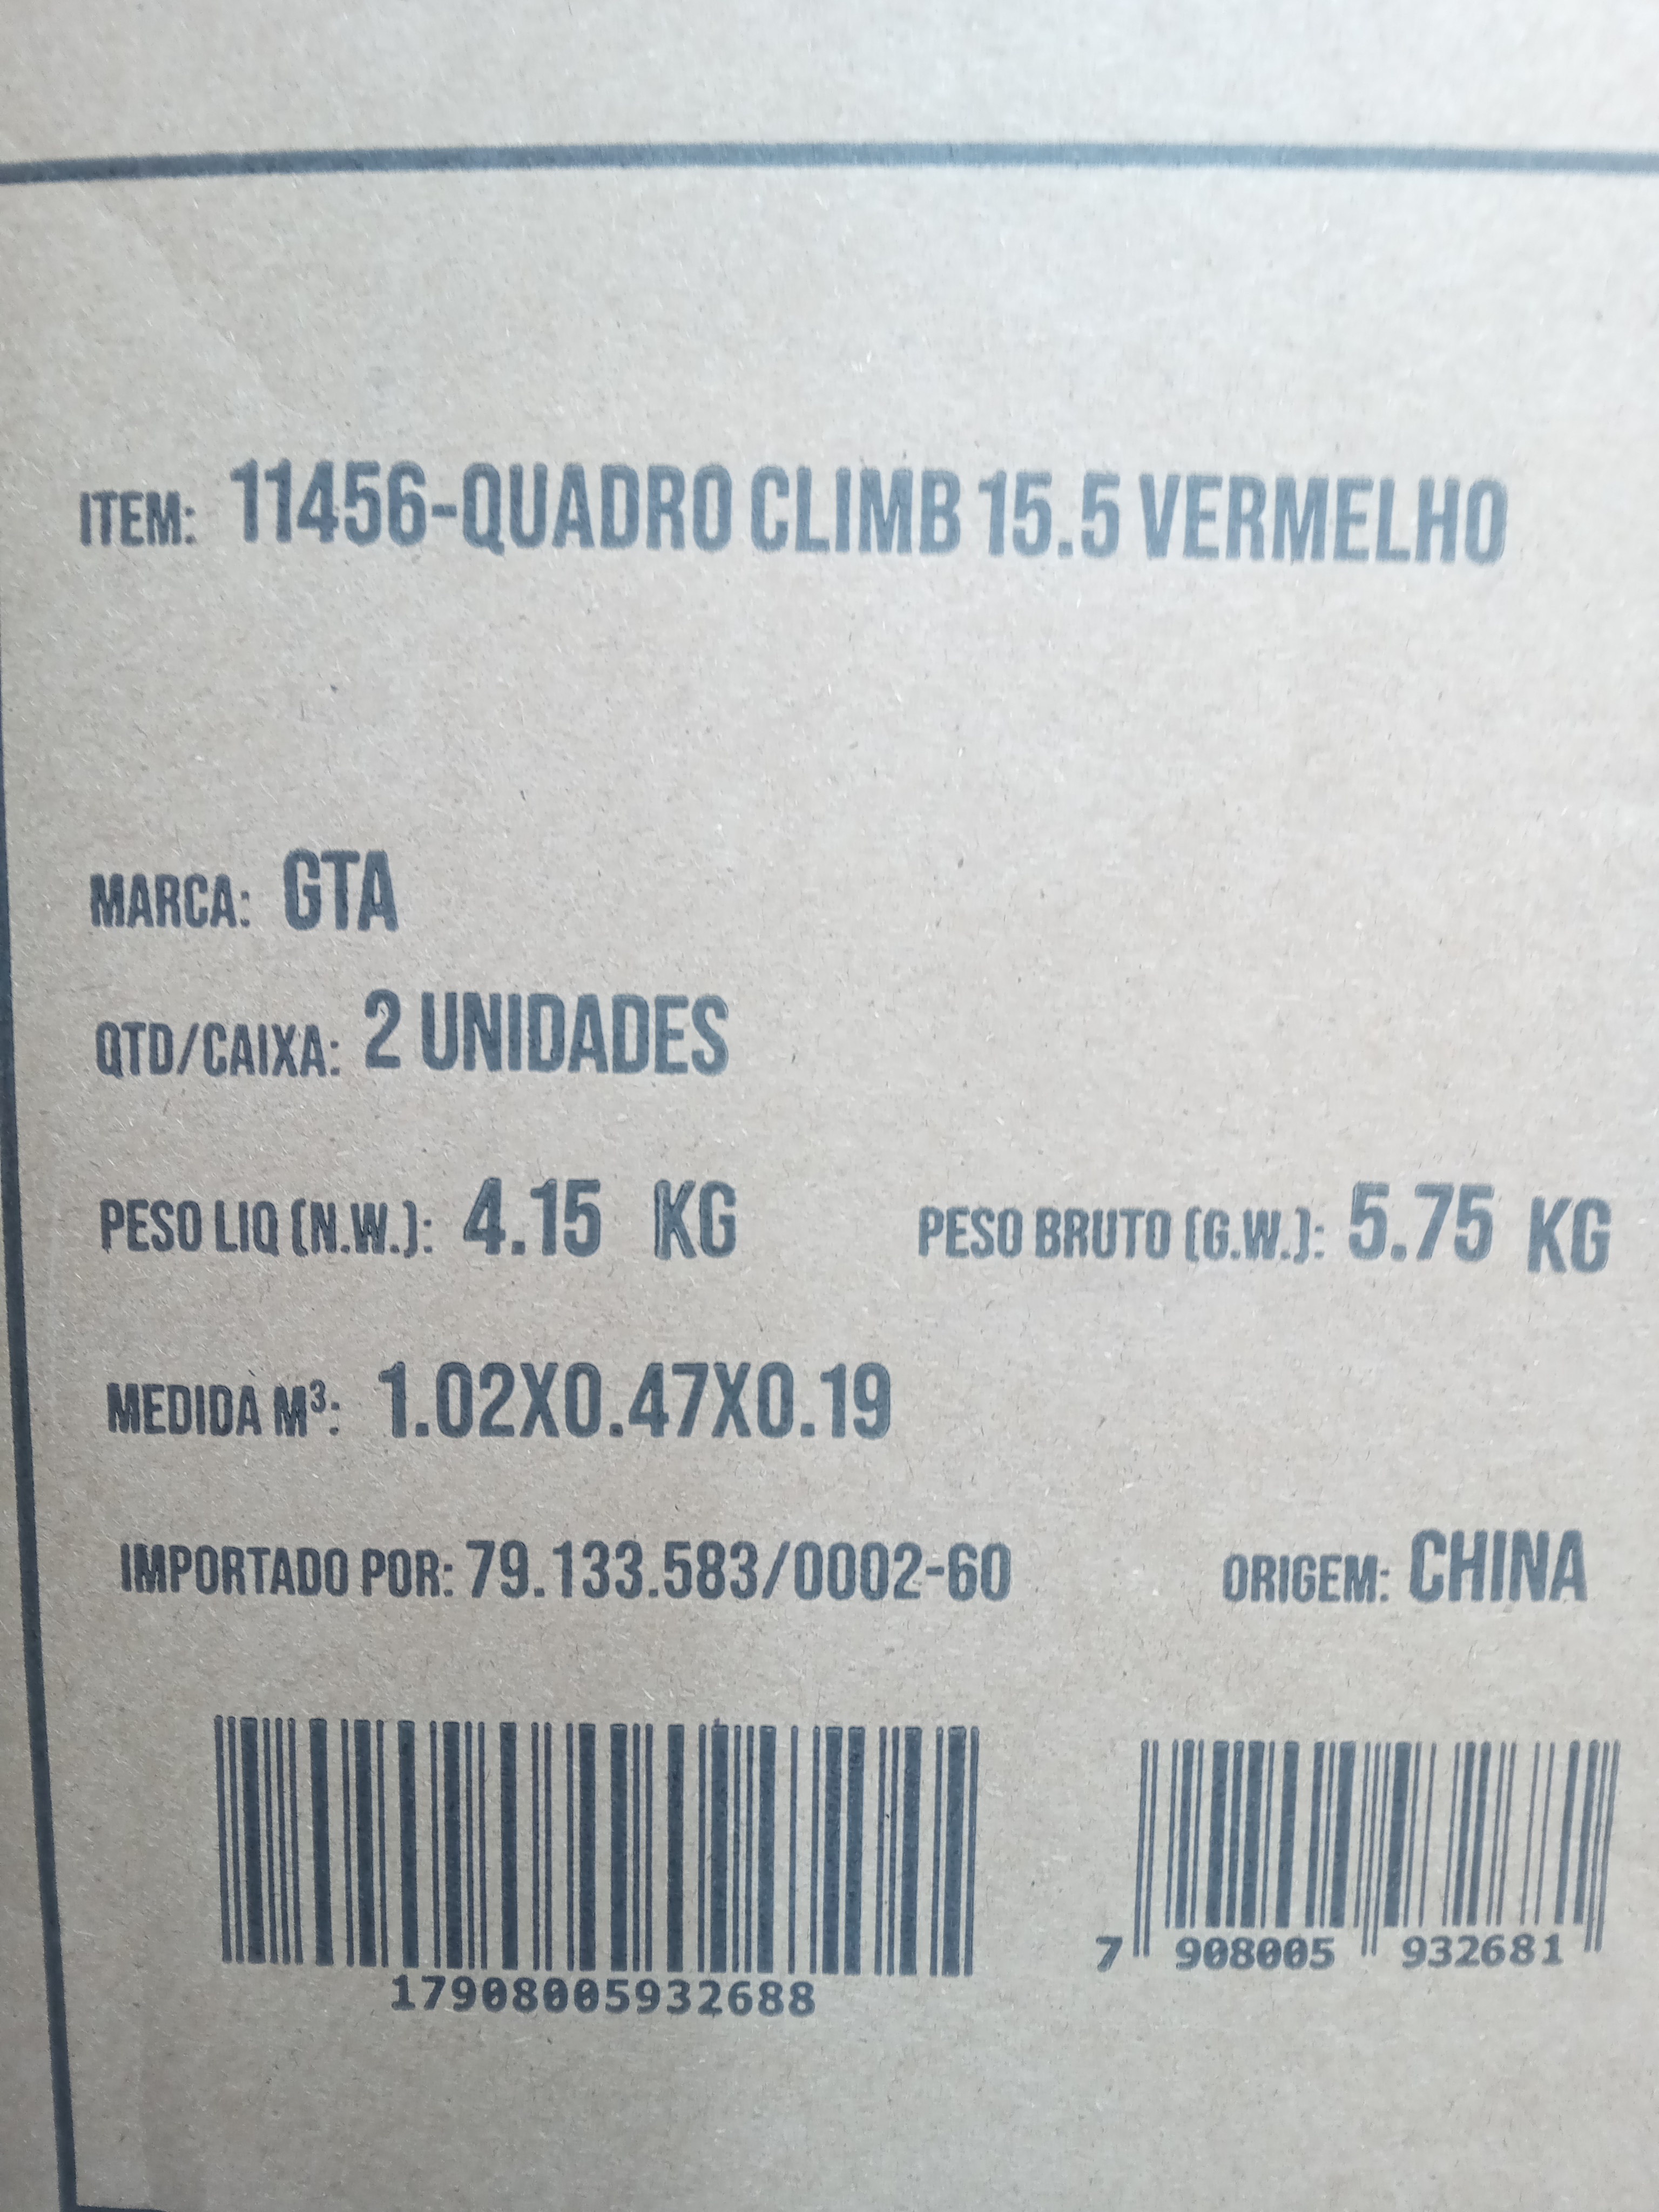 ITEM: 11456-QUADRO CLIMB 15.5 VERMELHO
MARCA: GTA
QTD/CAIXA: 2 UNIDADES
PESO LIQ (N.W.): 4.15 KG PESO BRUTO (G.W.): 5.75 KG
MEDIDA M³: 1.02X0.47X0.19
IMPORTADO POR: 79.133.583/0002-60 ORIGEM: CHINA
17908005932688 7 908005 932681